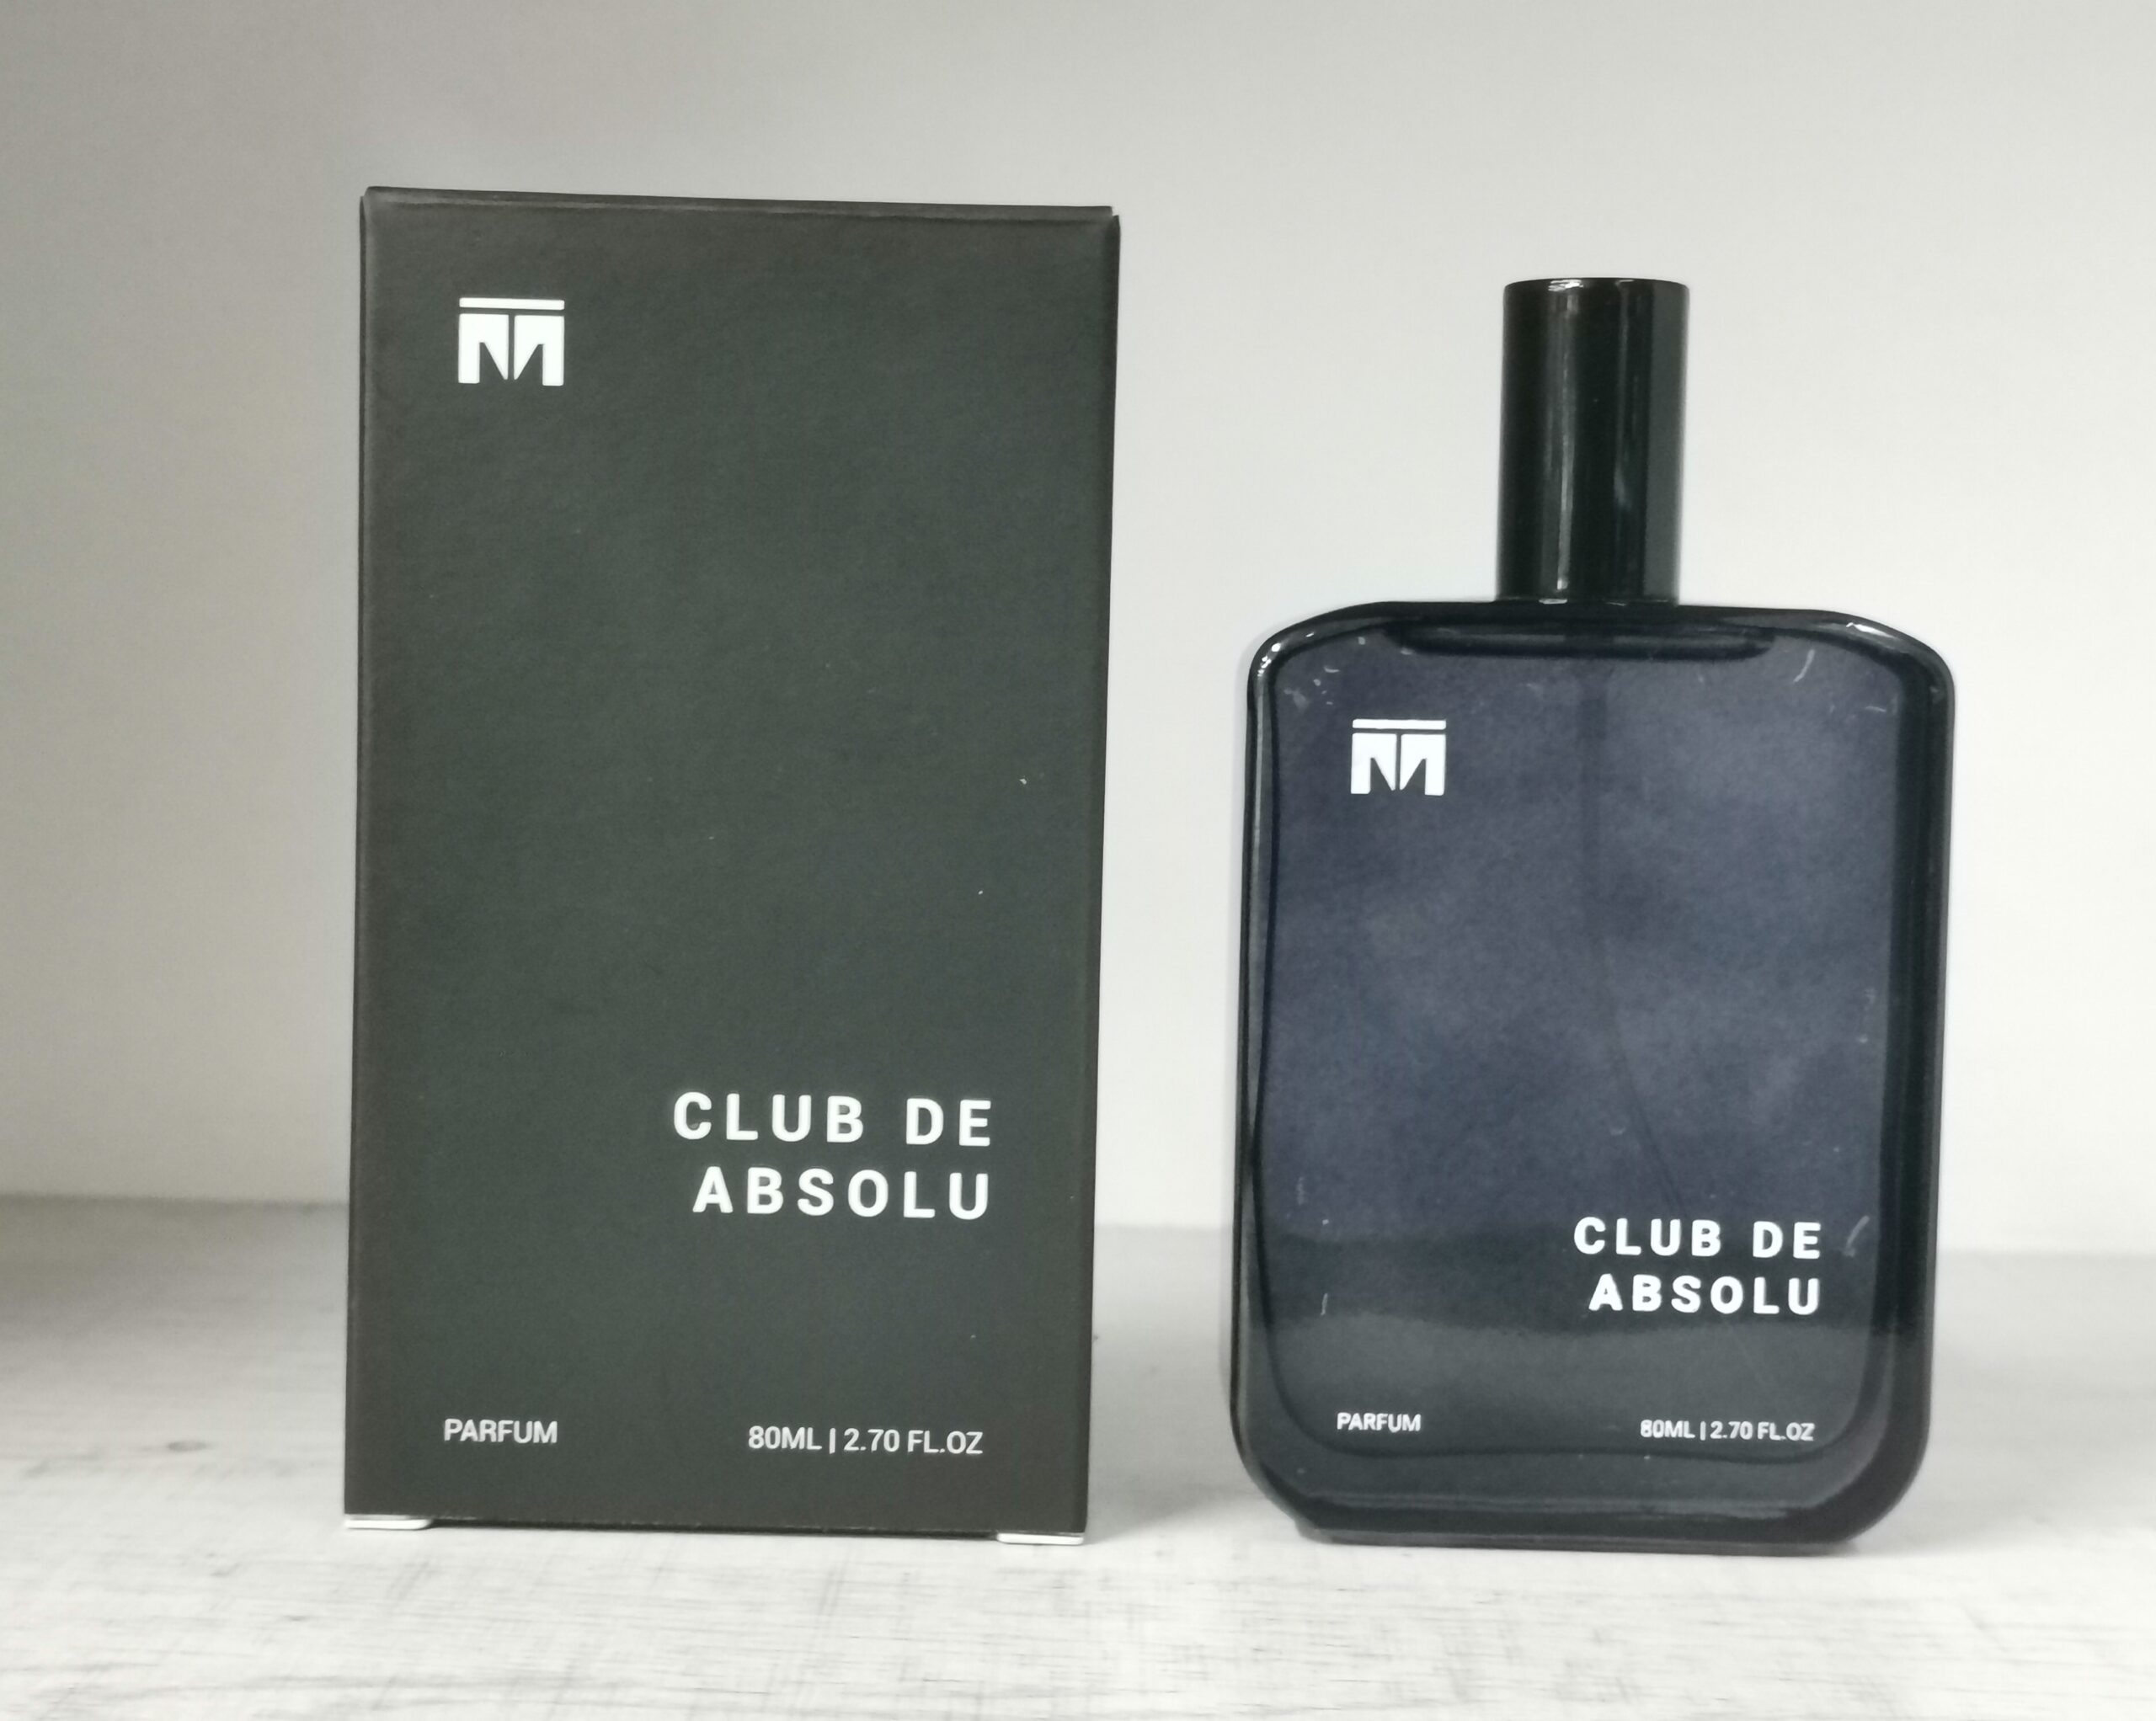 CLUB DE
ABSOLU
PARFUM
80ML | 2.70 FL.OZ
CLUB DE
ABSOLU
PARFUM
80ML | 2.70 FL.OZ